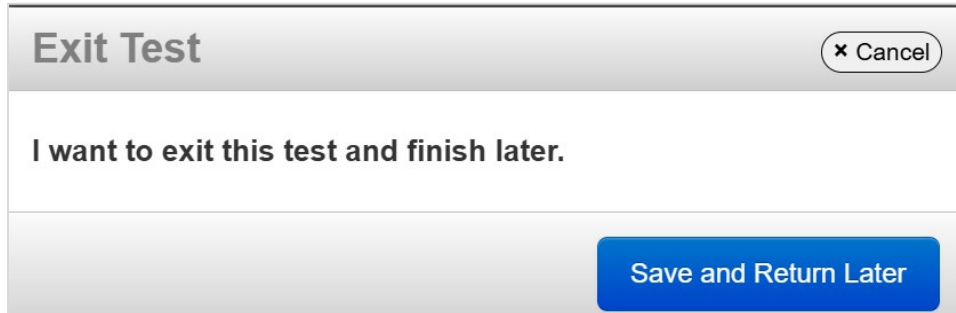 Exit Test
× Cancel
I want to exit this test and finish later.
Save and Return Later